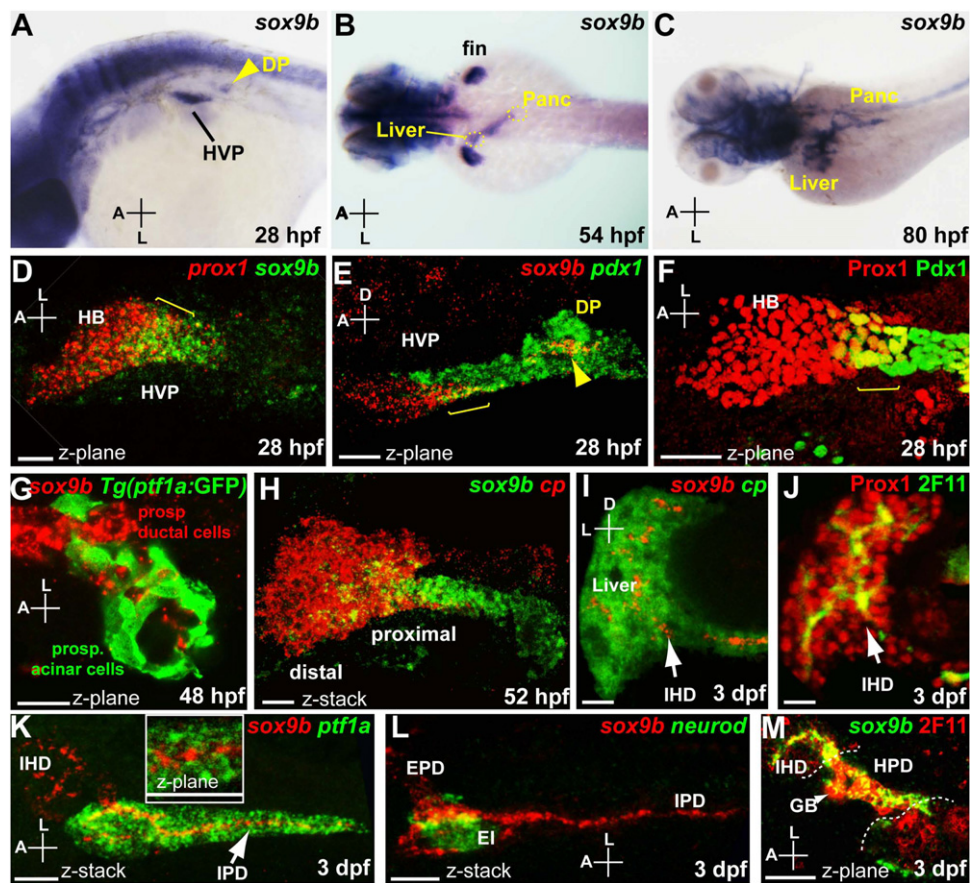 A sox9b
DP
HVP
A L
28 hpf
B sox9b
fin
Panc
Liver
A L
54 hpf
C sox9b
Panc
Liver
A L
80 hpf
D prox1 sox9b
L
A
HB
HVP
z-plane 28 hpf
E sox9b pdx1
D
A
DP
HVP
z-plane 28 hpf
F Prox1 Pdx1
L
A
HB
z-plane 28 hpf
G sox9b Tg(ptf1a:GFP)
prosp
ductal cells
L
A
prosp.
acinar cells
z-plane 48 hpf
H sox9b cp
proximal
distal
z-stack 52 hpf
I sox9b cp
D
L
Liver
IHD
3 dpf
J Prox1 2F11
IHD
3 dpf
K sox9b ptf1a
IHD
z-plane
L
A
IPD
z-stack 3 dpf
L sox9b neurod
EPD
IPD
EI
L
A
z-stack 3 dpf
M sox9b 2F11
IHD
HPD
GB
L
A
z-plane 3 dpf